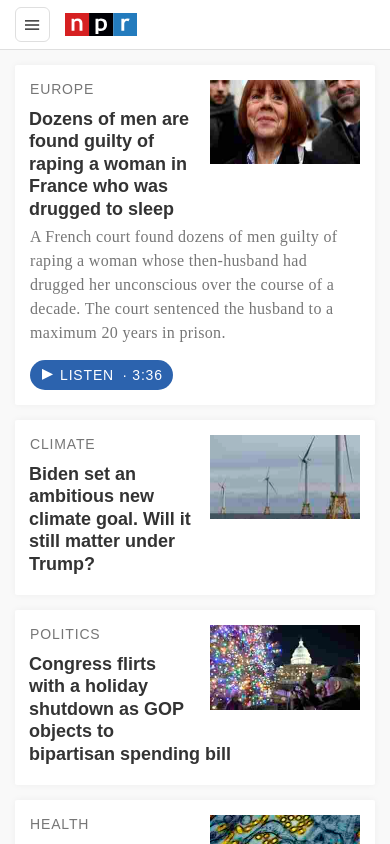 npr
EUROPE
Dozens of men are
found guilty of
raping a woman in
France who was
drugged to sleep
A French court found dozens of men guilty of
raping a woman whose then-husband had
drugged her unconscious over the course of a
decade. The court sentenced the husband to a
maximum 20 years in prison.
LISTEN · 3:36
CLIMATE
Biden set an
ambitious new
climate goal. Will it
still matter under
Trump?
POLITICS
Congress flirts
with a holiday
shutdown as GOP
objects to
bipartisan spending bill
HEALTH